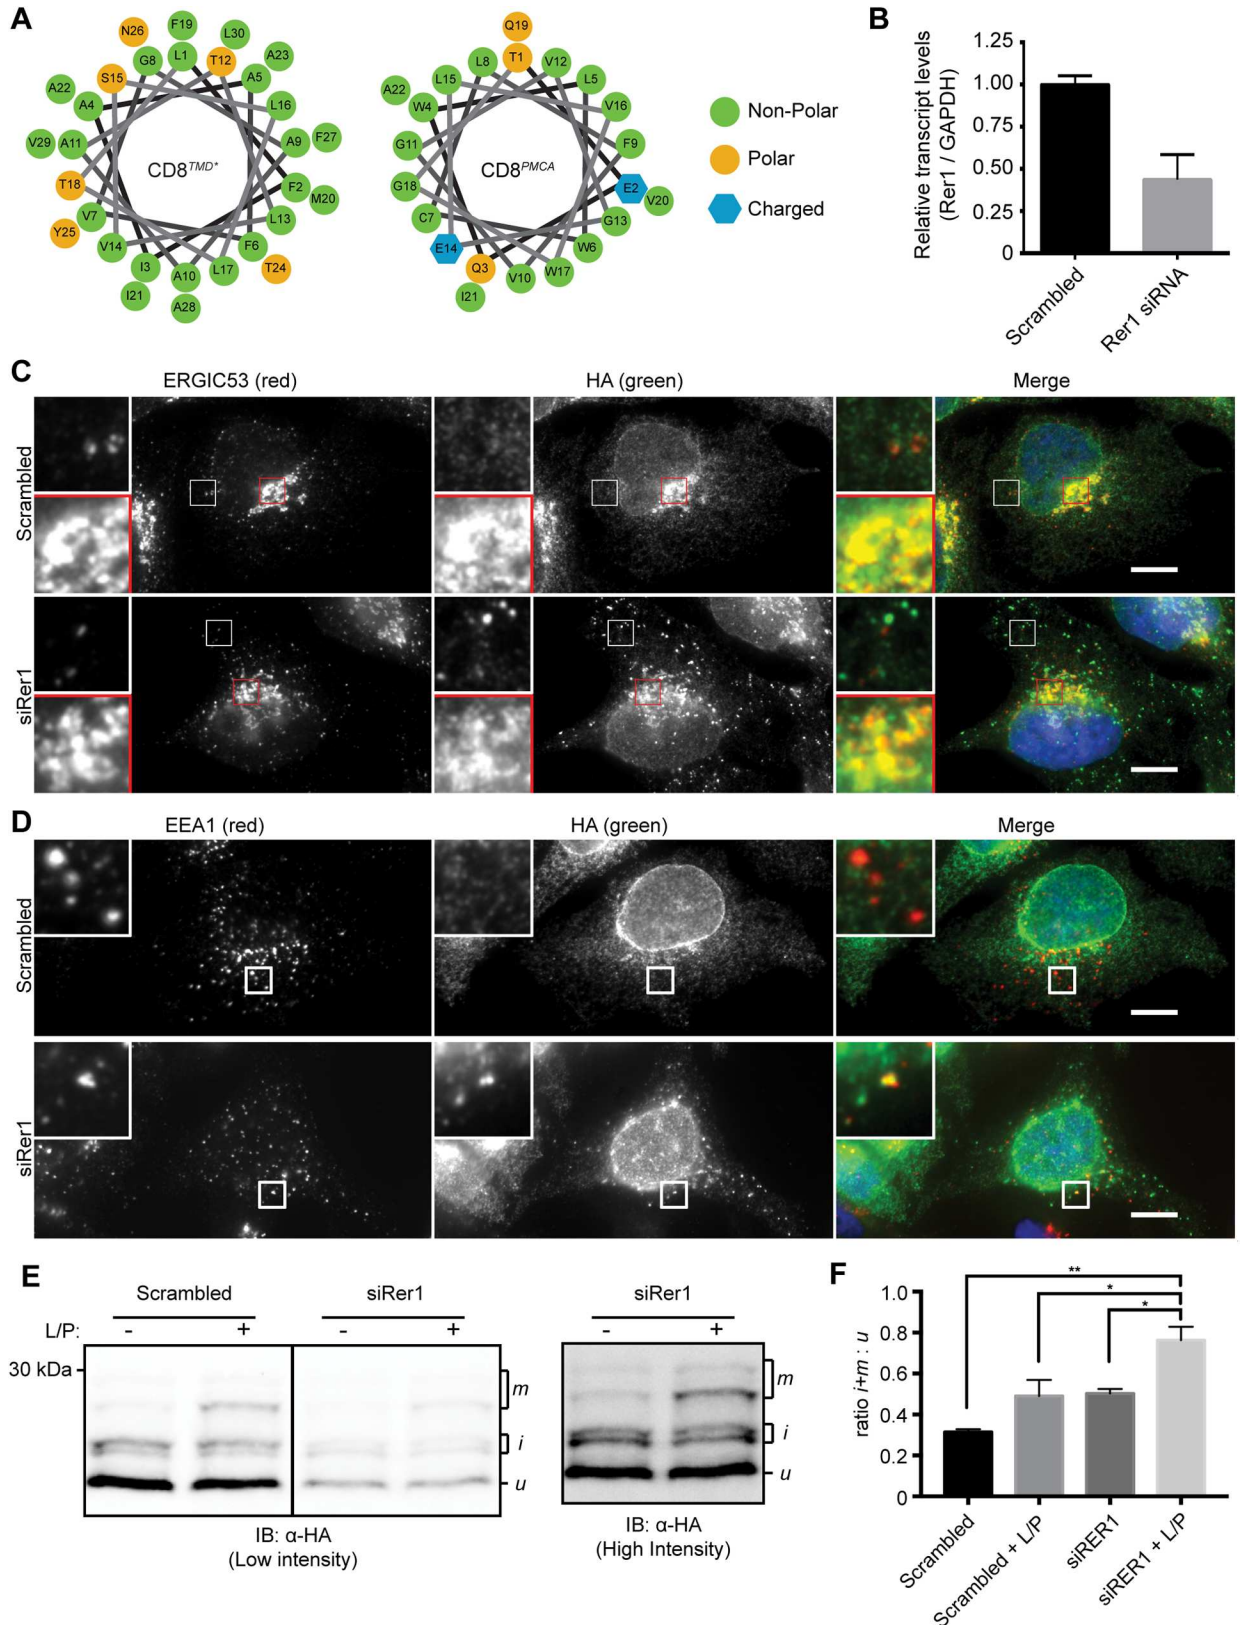 A
N26
F19
L30
G8
L1
T12
A23
S15
A5
A22
A4
L16
V29
A11
A9
F27
CD8TMD*
T18
F2
M20
V7
L13
Y25
V14
F6
I3
A10
L17
T24
I21
A28
Q19
T1
L8
V12
L15
L5
A22
W4
V16
G11
F9
CD8PMCA
G18
E2
V20
C7
G13
E14
W6
Q3
V10
W17
I21
Non-Polar
Polar
Charged
B
Relative transcript levels
(Rer1 / GAPDH)
1.25
1.00
0.75
0.50
0.25
0
Scrambled
Rer1 siRNA
C
ERGIC53 (red)
HA (green)
Merge
Scrambled
siRer1
D
EEA1 (red)
HA (green)
Merge
Scrambled
siRer1
E
Scrambled
siRer1
siRer1
L/P:
-
+
-
+
-
+
30 kDa
m
i
u
m
i
u
IB: α-HA
(Low intensity)
IB: α-HA
(High Intensity)
F
ratio i+m : u
1.0
0.8
0.6
0.4
0.2
0
**
*
*
Scrambled
Scrambled + L/P
siRER1
siRER1 + L/P